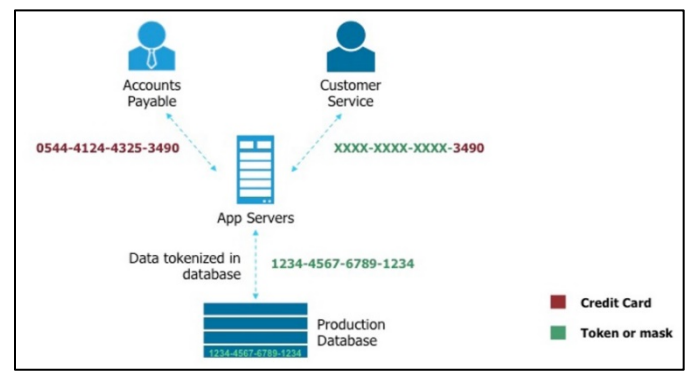 Accounts
Payable
Customer
Service
0544-4124-4325-3490
XXXX-XXXX-XXXX-3490
App Servers
Data tokenized in
database
1234-4567-6789-1234
Production
Database
1234-4567-6789-1234
Credit Card
Token or mask